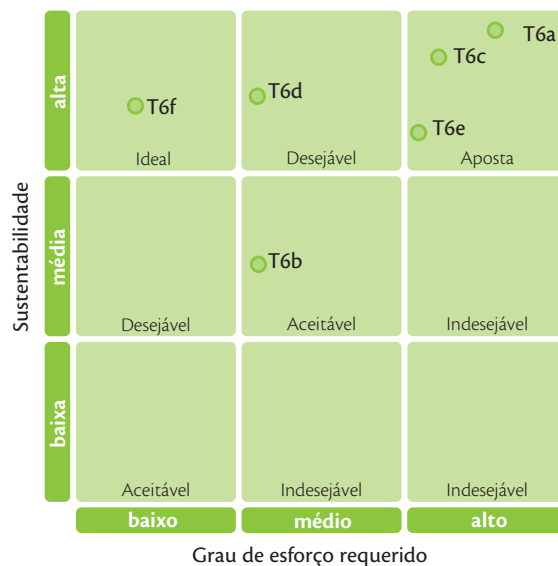 T6a
T6c
T6d
T6f
T6e
Ideal
Desejável
Aposta
alta
Sustentabilidade
média
T6b
Desejável
Aceitável
Indesejável
baixa
Aceitável
Indesejável
Indesejável
baixo
médio
alto
Grau de esforço requerido